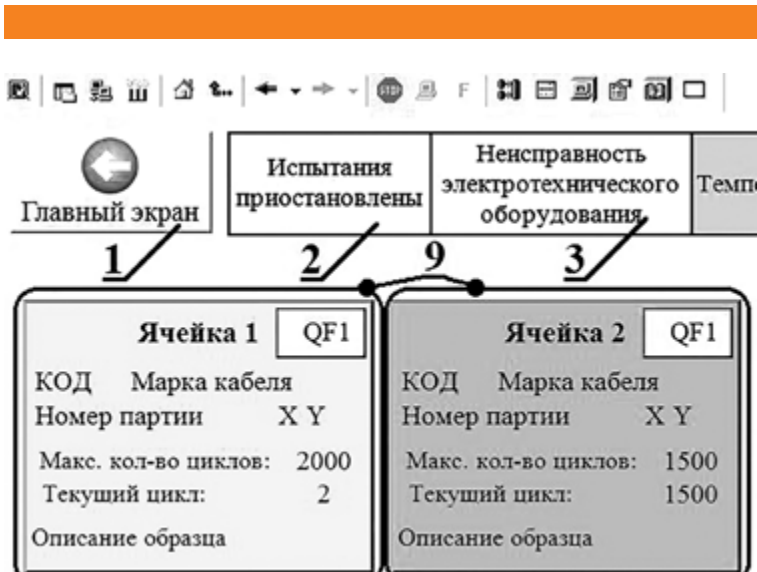 STOP
F
Главный экран
Испытания
приостановлены
Неисправность
электротехнического
оборудования
Темп
1
2
9
3
Ячейка 1
QF1
КОД Марка кабеля
Номер партии X Y
Макс. кол-во циклов: 2000
Текущий цикл: 2
Описание образца
Ячейка 2
QF1
КОД Марка кабеля
Номер партии X Y
Макс. кол-во циклов: 1500
Текущий цикл: 1500
Описание образца